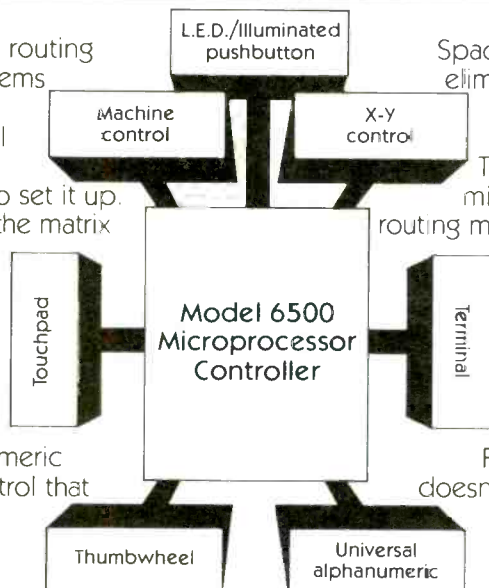 L.E.D./Illuminated
pushbutton
routing
ems
l
o set it up.
the matrix
Machine
control
X-Y
control
Spac
elim
T
mi
routing m
Touchpad
Model 6500
Microprocessor
Controller
Terminal
meric
trol that
F
doesn
Thumbwheel
Universal
alphanumeric